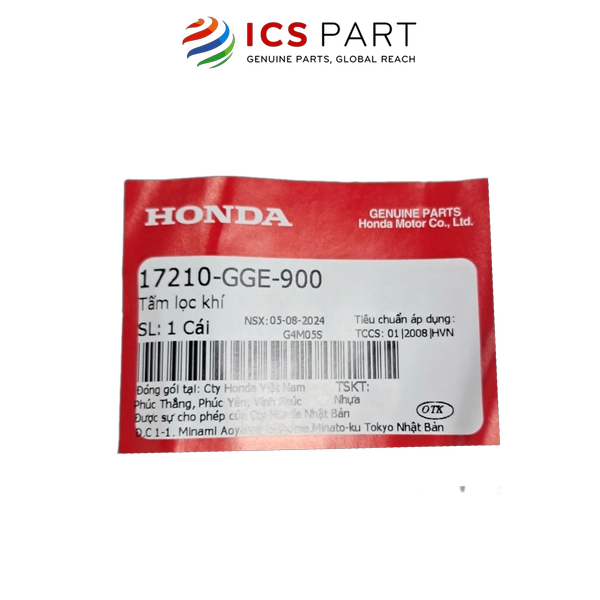 ICS PART
GENUINE PARTS, GLOBAL REACH
HONDA
GENUINE PARTS
Honda Motor Co., Ltd.
17210-GGE-900
Tấm lọc khí
SL: 1 Cái
NSX: 05-08-2024
G4M05S
Tiêu chuẩn áp dụng:
TCCS: 01|2008|HVN
Đóng gói tại: Cty Honda Việt Nam
Phúc Thắng, Phúc Yên, Vĩnh Phúc
TSKT:
Nhựa
Được sự cho phép của Cty Honda Nhật Bản
Đ.C 1-1. Minami Minato-ku Tokyo Nhật Bản
OTK